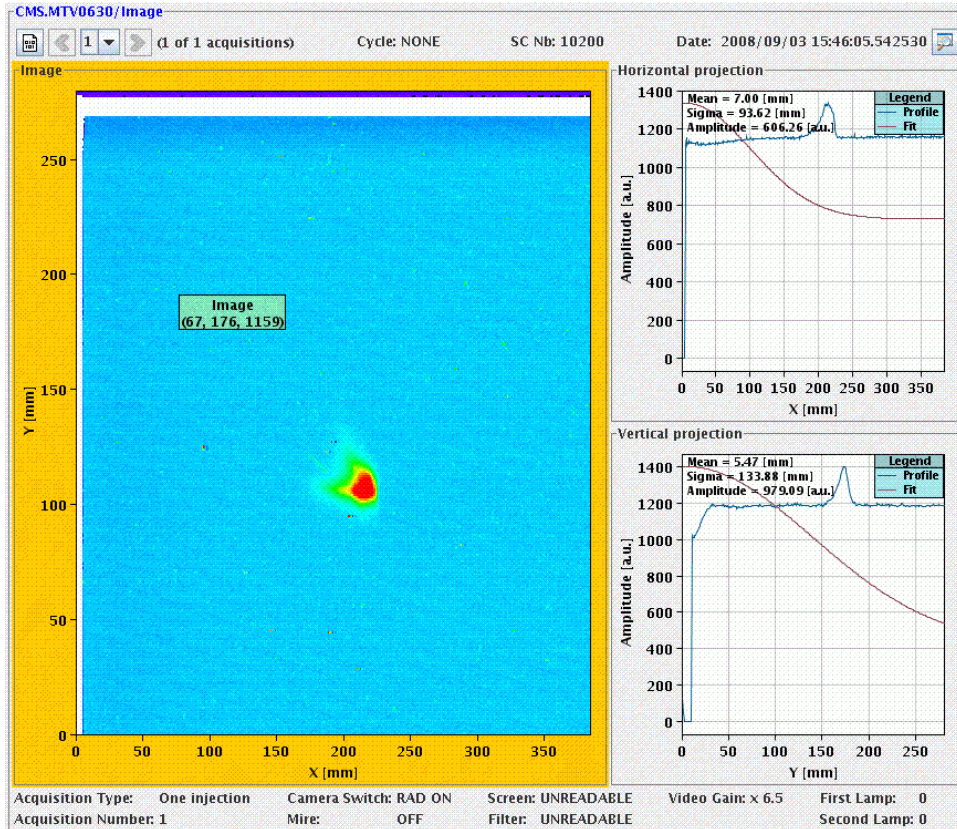 CMS.MTV0630/Image
1 (1 of 1 acquisitions) Cycle: NONE SC Nb: 10200 Date: 2008/09/03 15:46:05.542530
Image
250
200
150
100
50
0
Y [mm]
Image
(67, 176, 1159)
0 50 100 150 200 250 300 350
X [mm]
Horizontal projection
Mean = 7.00 [mm]
Sigma = 93.62 [mm]
Amplitude = 606.26 [a.u.]
Legend
Profile
Fit
1400
1200
1000
800
600
400
200
0
Amplitude [a.u.]
0 50 100 150 200 250 300 350
X [mm]
Vertical projection
Mean = 5.47 [mm]
Sigma = 133.88 [mm]
Amplitude = 979.09 [a.u.]
Legend
Profile
Fit
1400
1200
1000
800
600
400
200
0
Amplitude [a.u.]
0 50 100 150 200 250
Y [mm]
Acquisition Type: One injection Camera Switch: RAD ON Screen: UNREADABLE Video Gain: x 6.5 First Lamp: 0
Acquisition Number: 1 Mire: OFF Filter: UNREADABLE Second Lamp: 0